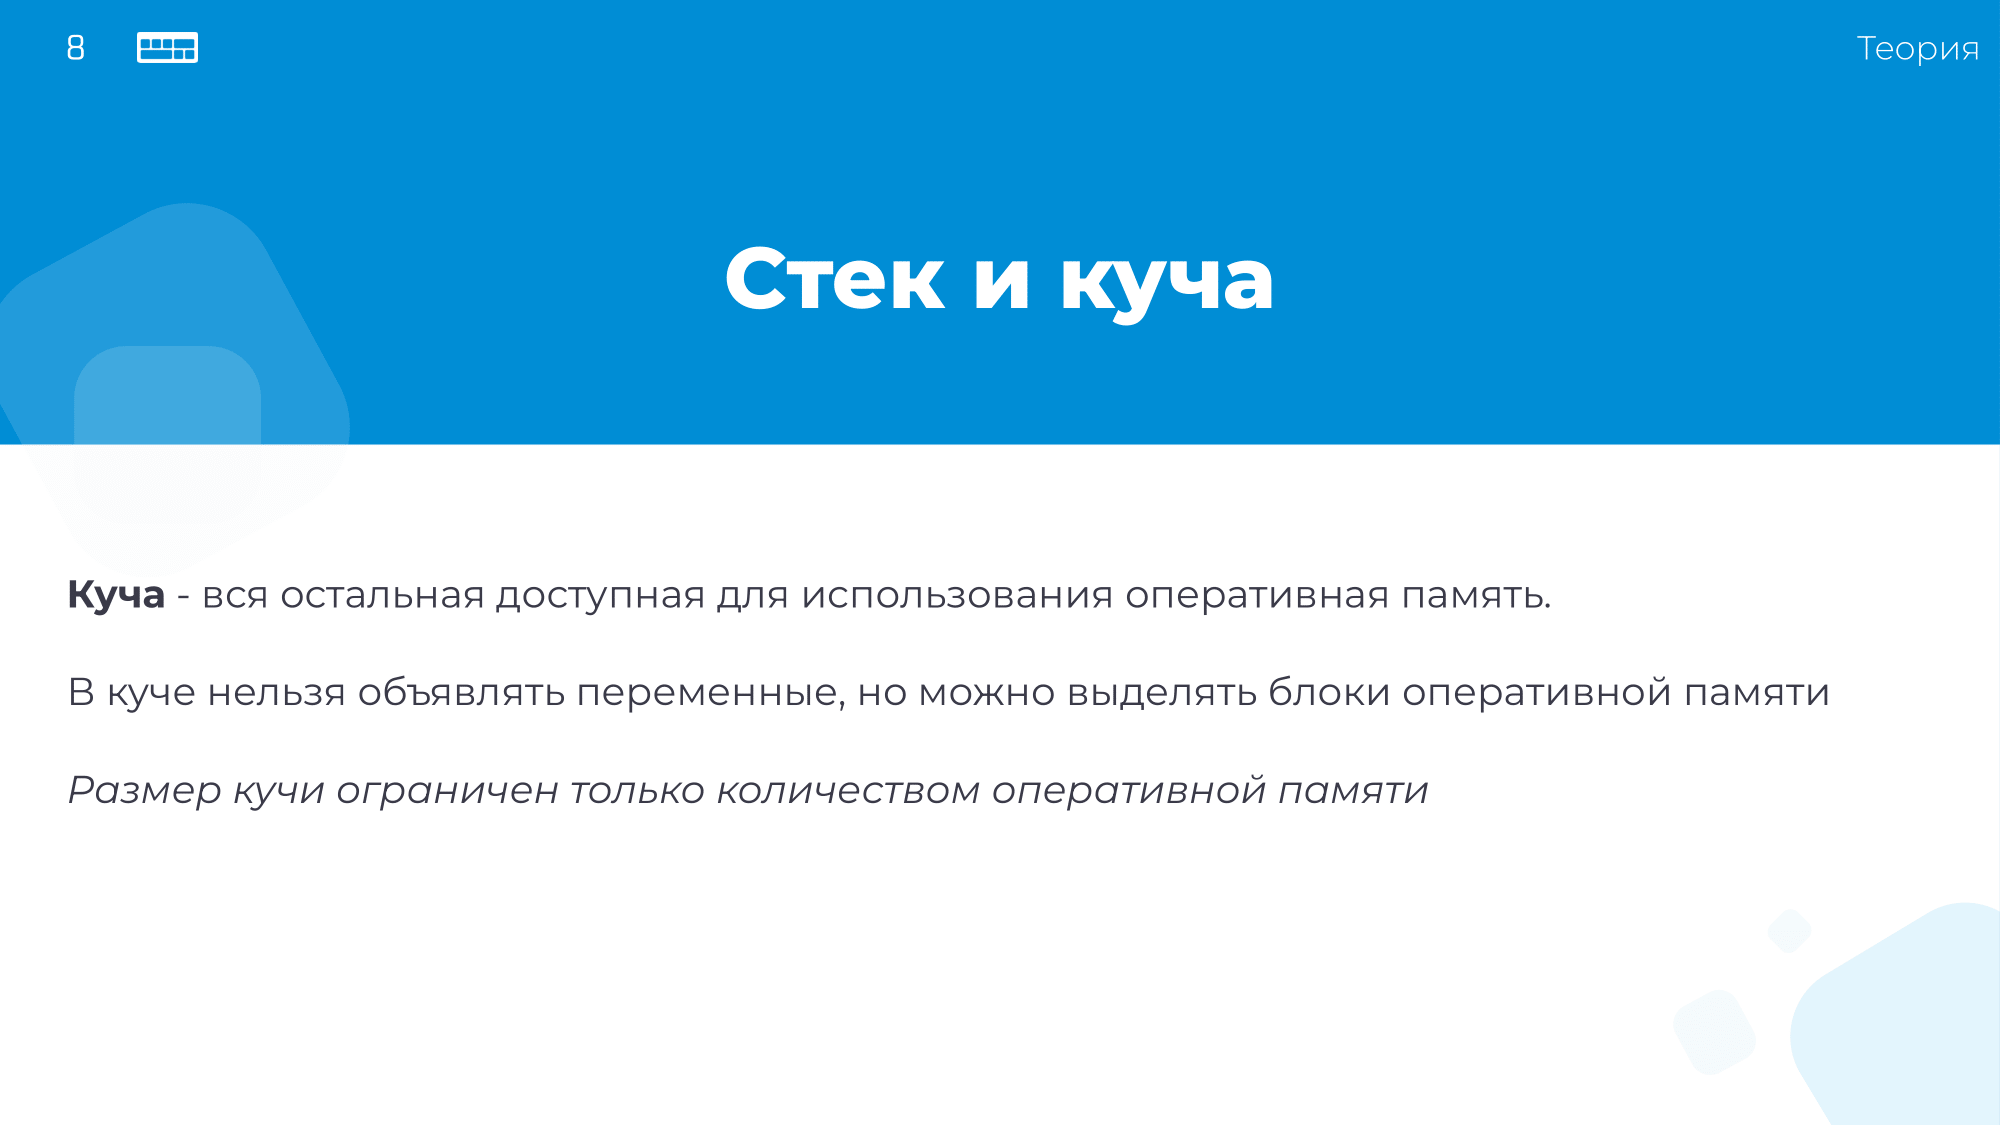 8
Теория
Стек и куча
Куча - вся остальная доступная для использования оперативная память.
В куче нельзя объявлять переменные, но можно выделять блоки оперативной памяти
Размер кучи ограничен только количеством оперативной памяти